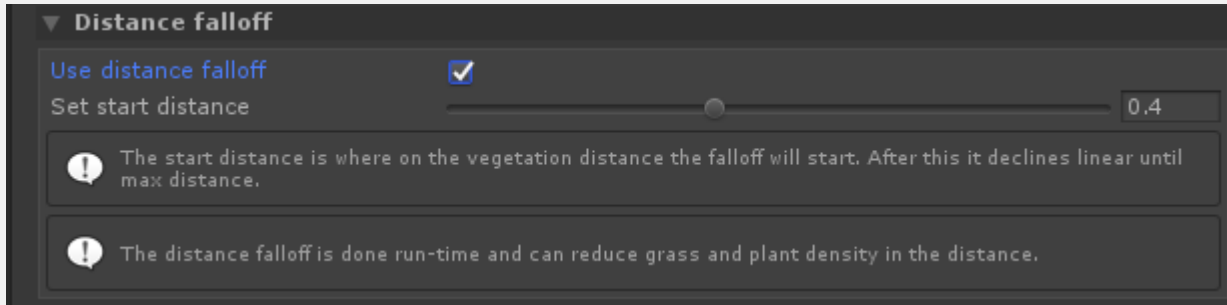 Distance falloff
Use distance falloff
Set start distance 0.4
The start distance is where on the vegetation distance the falloff will start. After this it declines linear until
max distance.
The distance falloff is done run-time and can reduce grass and plant density in the distance.